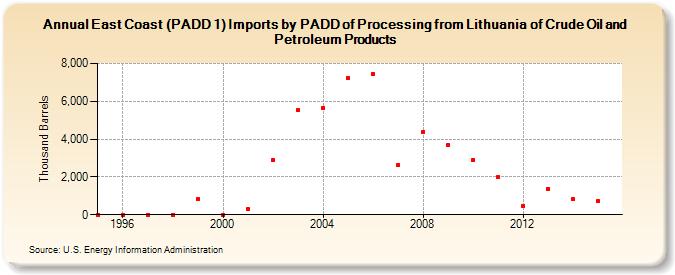 Annual East Coast (PADD 1) Imports by PADD of Processing from Lithuania of Crude Oil and
Petroleum Products
Thousand Barrels
8,000
6,000
4,000
2,000
0
1996 2000 2004 2008 2012
Source: U.S. Energy Information Administration